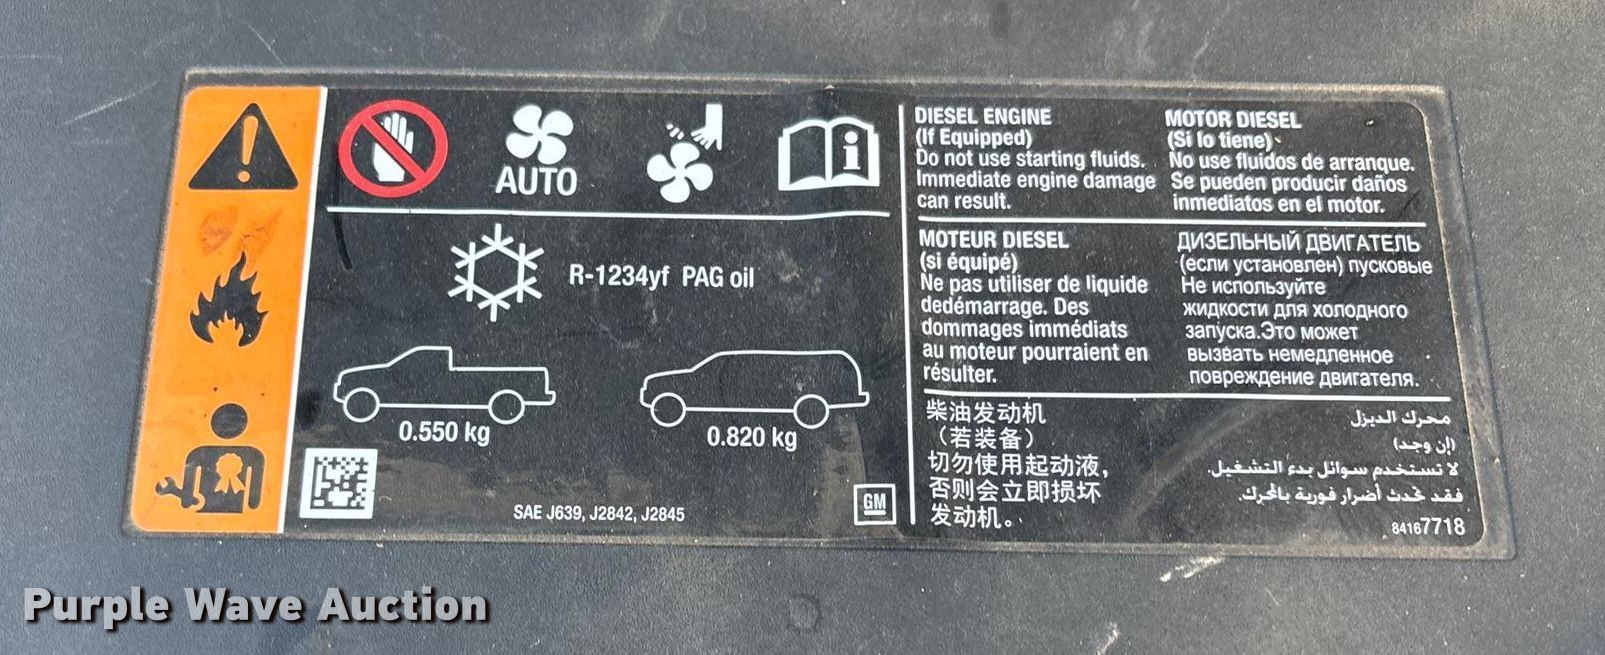 AUTO
R-1234yf PAG oil
0.550 kg
0.820 kg
SAE J639, J2842, J2845
GM
DIESEL ENGINE
(If Equipped)
Do not use starting fluids.
Immediate engine damage
can result.
MOTOR DIESEL
(Si lo tiene)
No use fluidos de arranque.
Se pueden producir daños
inmediatos en el motor.
MOTEUR DIESEL
(si équipé)
Ne pas utiliser de liquide
dedémarrage. Des
dommages immédiats
au moteur pourraient en
résulter.
ДИЗЕЛЬНЫЙ ДВИГАТЕЛЬ
(если установлен) пусковые
Не используйте
жидкости для холодного
запуска.Это может
вызвать немедленное
повреждение двигателя.
柴油发动机
（若装备）
切勿使用起动液，
否则会立即损坏
发动机。
محرك الديزل
(إن وجد)
لا تستخدم سوائل بدء التشغيل.
فقد تحدث أضرار فورية بالمحرك.
84167718
Purple Wave Auction